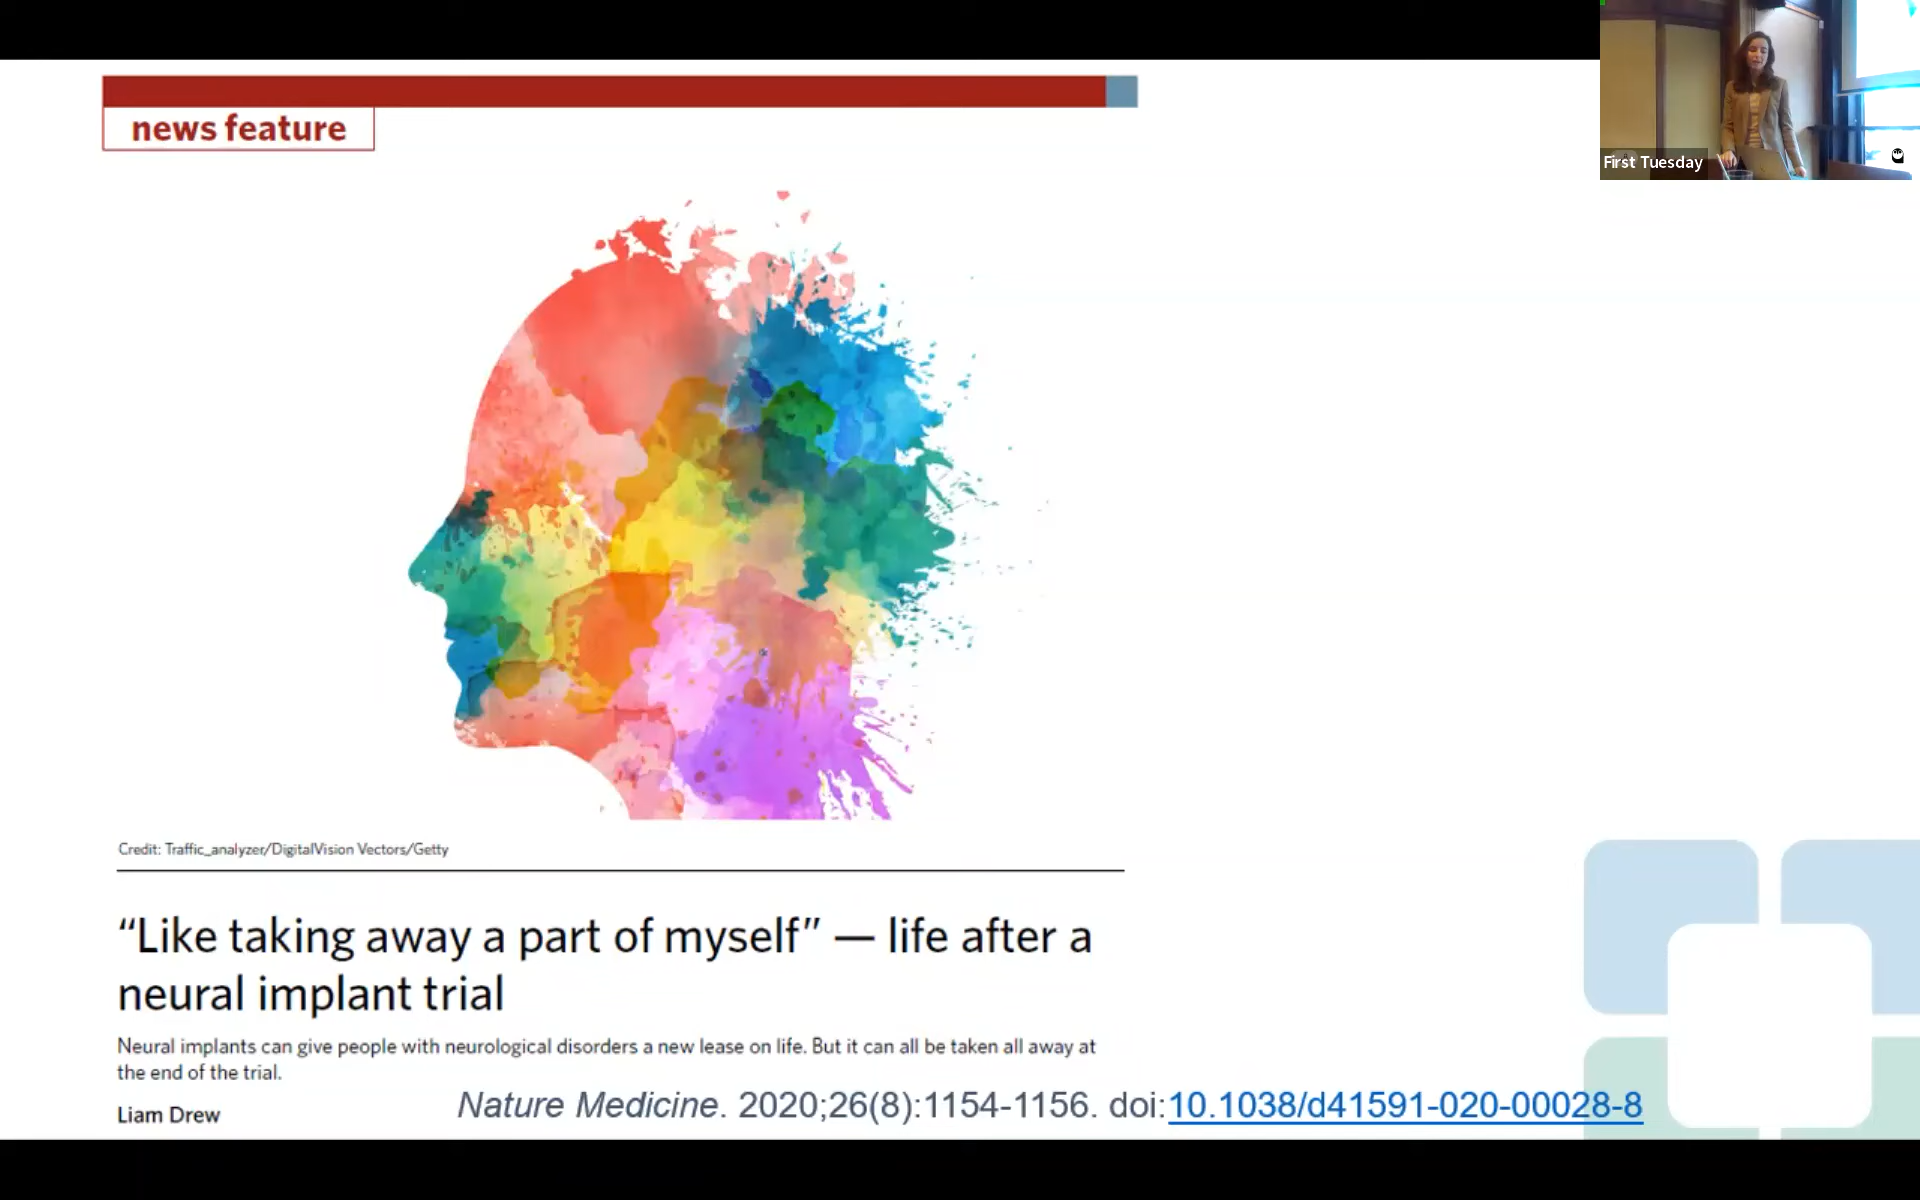 news feature
First Tuesday
Credit: Traffic_analyzer/DigitalVision Vectors/Getty
“Like taking away a part of myself” — life after a
neural implant trial
Neural implants can give people with neurological disorders a new lease on life. But it can all be taken all away at
the end of the trial.
Liam Drew
Nature Medicine. 2020;26(8):1154-1156. doi:10.1038/d41591-020-00028-8